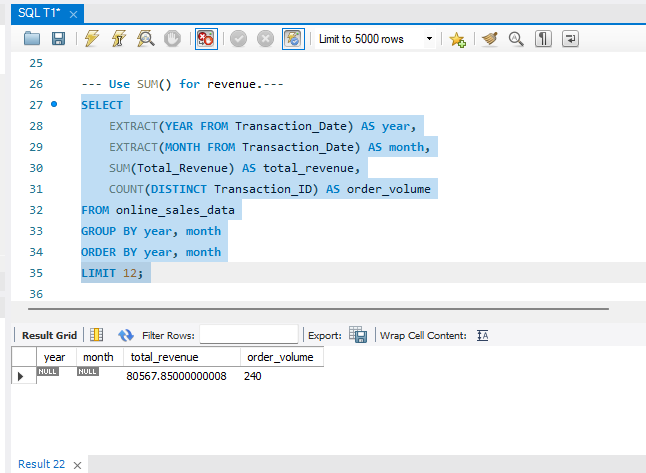 SQL T1*
Limit to 5000 rows
25
26 --- Use SUM() for revenue.---
27 SELECT
28 EXTRACT(YEAR FROM Transaction_Date) AS year,
29 EXTRACT(MONTH FROM Transaction_Date) AS month,
30 SUM(Total_Revenue) AS total_revenue,
31 COUNT(DISTINCT Transaction_ID) AS order_volume
32 FROM online_sales_data
33 GROUP BY year, month
34 ORDER BY year, month
35 LIMIT 12;
36
Result Grid Filter Rows: Export: Wrap Cell Content: IA
year month total_revenue order_volume
NULL NULL 80567.85000000008 240
Result 22